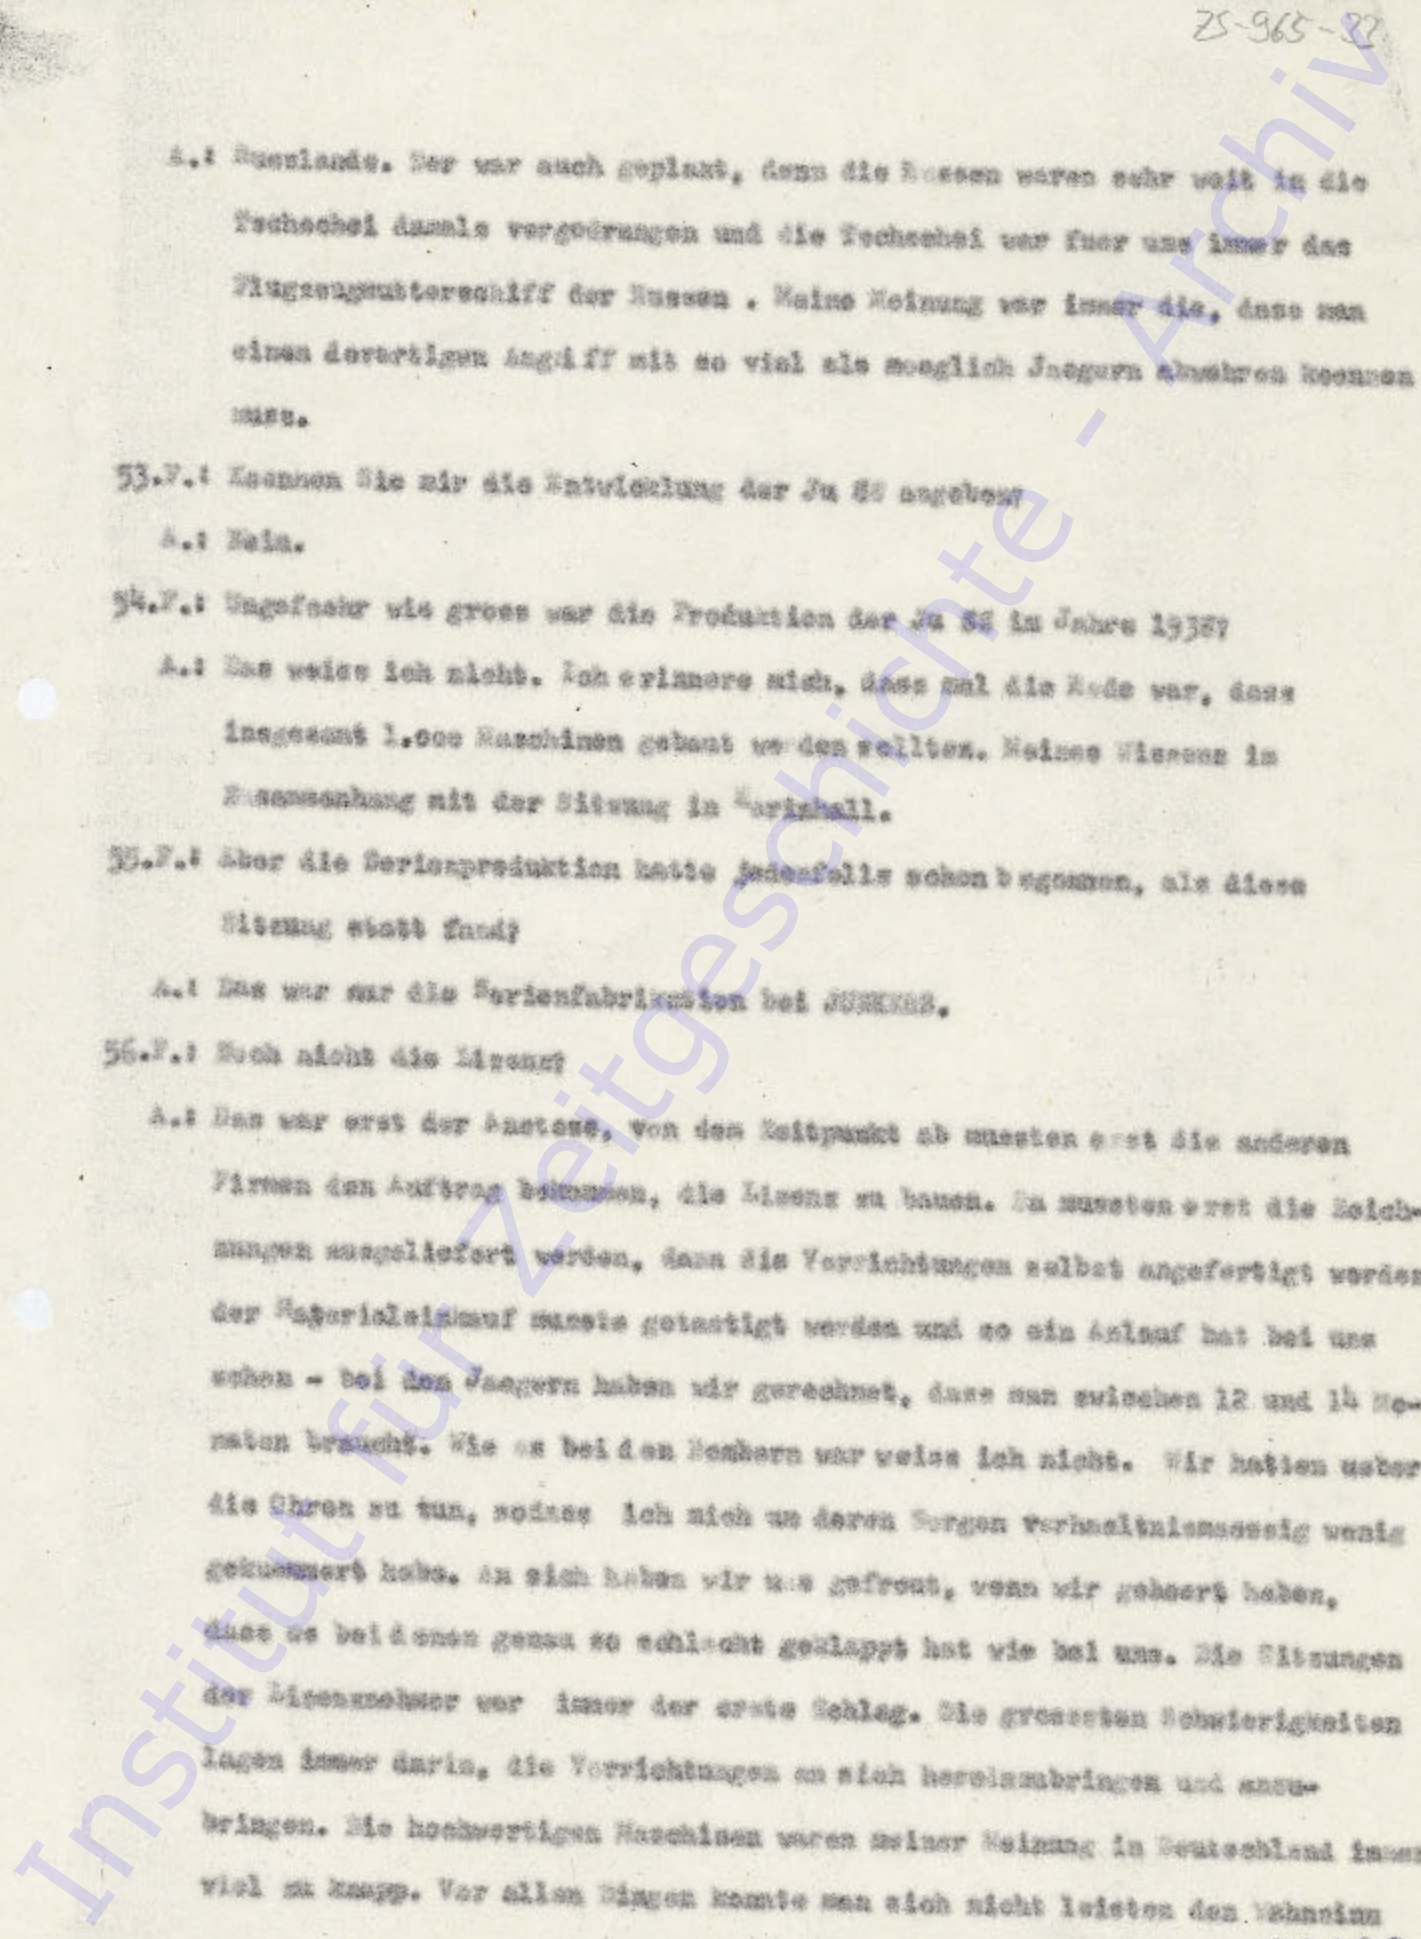 ZS-965-32
A.: Russlands. Der war auch geplant, denn die Russen waren sehr weit in die
Tschechei damals vorgedrungen und die Tschechei war fuer uns immer das
Flugzeugmutterschiff der Russen . Meine Meinung war immer die, dass man
einen derartigen Angriff mit so viel als moeglich Jaegern abwehren koennen
muss.
53.F.: Koennen Sie mir die Entwicklung der Ju 88 angeben?
A.: Nein.
54.F.: Ungefaehr wie gross war die Produktion der Ju 88 im Jahre 1938?
A.: Das weiss ich nicht. Ich erinnere mich, dass mal die Rede war, dass
insgesamt 1.000 Maschinen gebaut werden sollten. Meines Wissens im
Zusammenhang mit der Sitzung in Karinhall.
55.F.: Aber die Serienproduktion hatte jedenfalls schon begonnen, als diese
Sitzung statt fand?
A.: Das war nur die Serienfabrikation bei JUNKERS.
56.F.: Noch nicht die Lizenz?
A.: Das war erst der Anstoss, von dem Zeitpunkt ab mussten erst die anderen
Firmen den Auftrag bekommen, die Lizenz zu bauen. Da mussten erst die Zeich-
nungen ausgeliefert werden, dann die Vorrichtungen selbst angefertigt werden
der Materialeinkauf musste getaetigt werden und so ein Anlauf hat bei uns
schon - bei den Jaegern haben wir gerechnet, dass man zwischen 12 und 14 Mo-
naten braucht. Wie es bei den Bombern war weiss ich nicht. Wir hatten ueber
die Ohren zu tun, sodass ich mich um deren Sorgen verhaeltnismaessig wenig
gekuemmert habe. An sich haben wir uns gefreut, wenn wir gehoert haben,
dass es bei denen genau so schlecht geklappt hat wie bei uns. Die Sitzungen
der Lizenznehmer war immer der erste Schlag. Die groessten Schwierigkeiten
lagen immer darin, die Vorrichtungen an sich hereinzubringen und anzu-
bringen. Die hochwertigen Maschinen waren meiner Meinung in Deutschland immer
viel zu knapp. Vor allen Dingen konnte man sich nicht leisten den Wahnsinn
Institut für Zeitgeschichte - Archiv